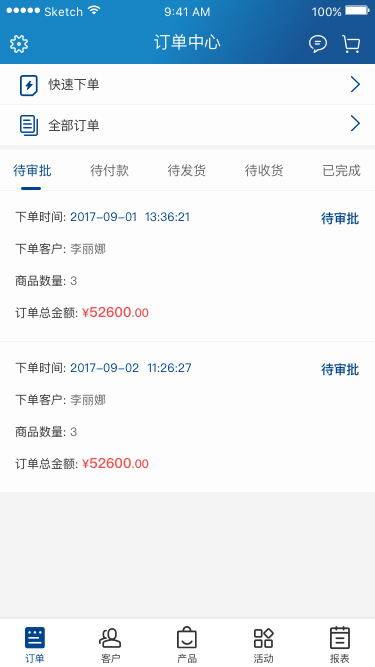 Sketch 9:41 AM 100%
订单中心
快速下单
全部订单
待审批 待付款 待发货 待收货 已完成
下单时间: 2017-09-01 13:36:21 待审批
下单客户: 李丽娜
商品数量: 3
订单总金额: ¥52600.00
下单时间: 2017-09-02 11:26:27 待审批
下单客户: 李丽娜
商品数量: 3
订单总金额: ¥52600.00
订单 客户 产品 活动 报表